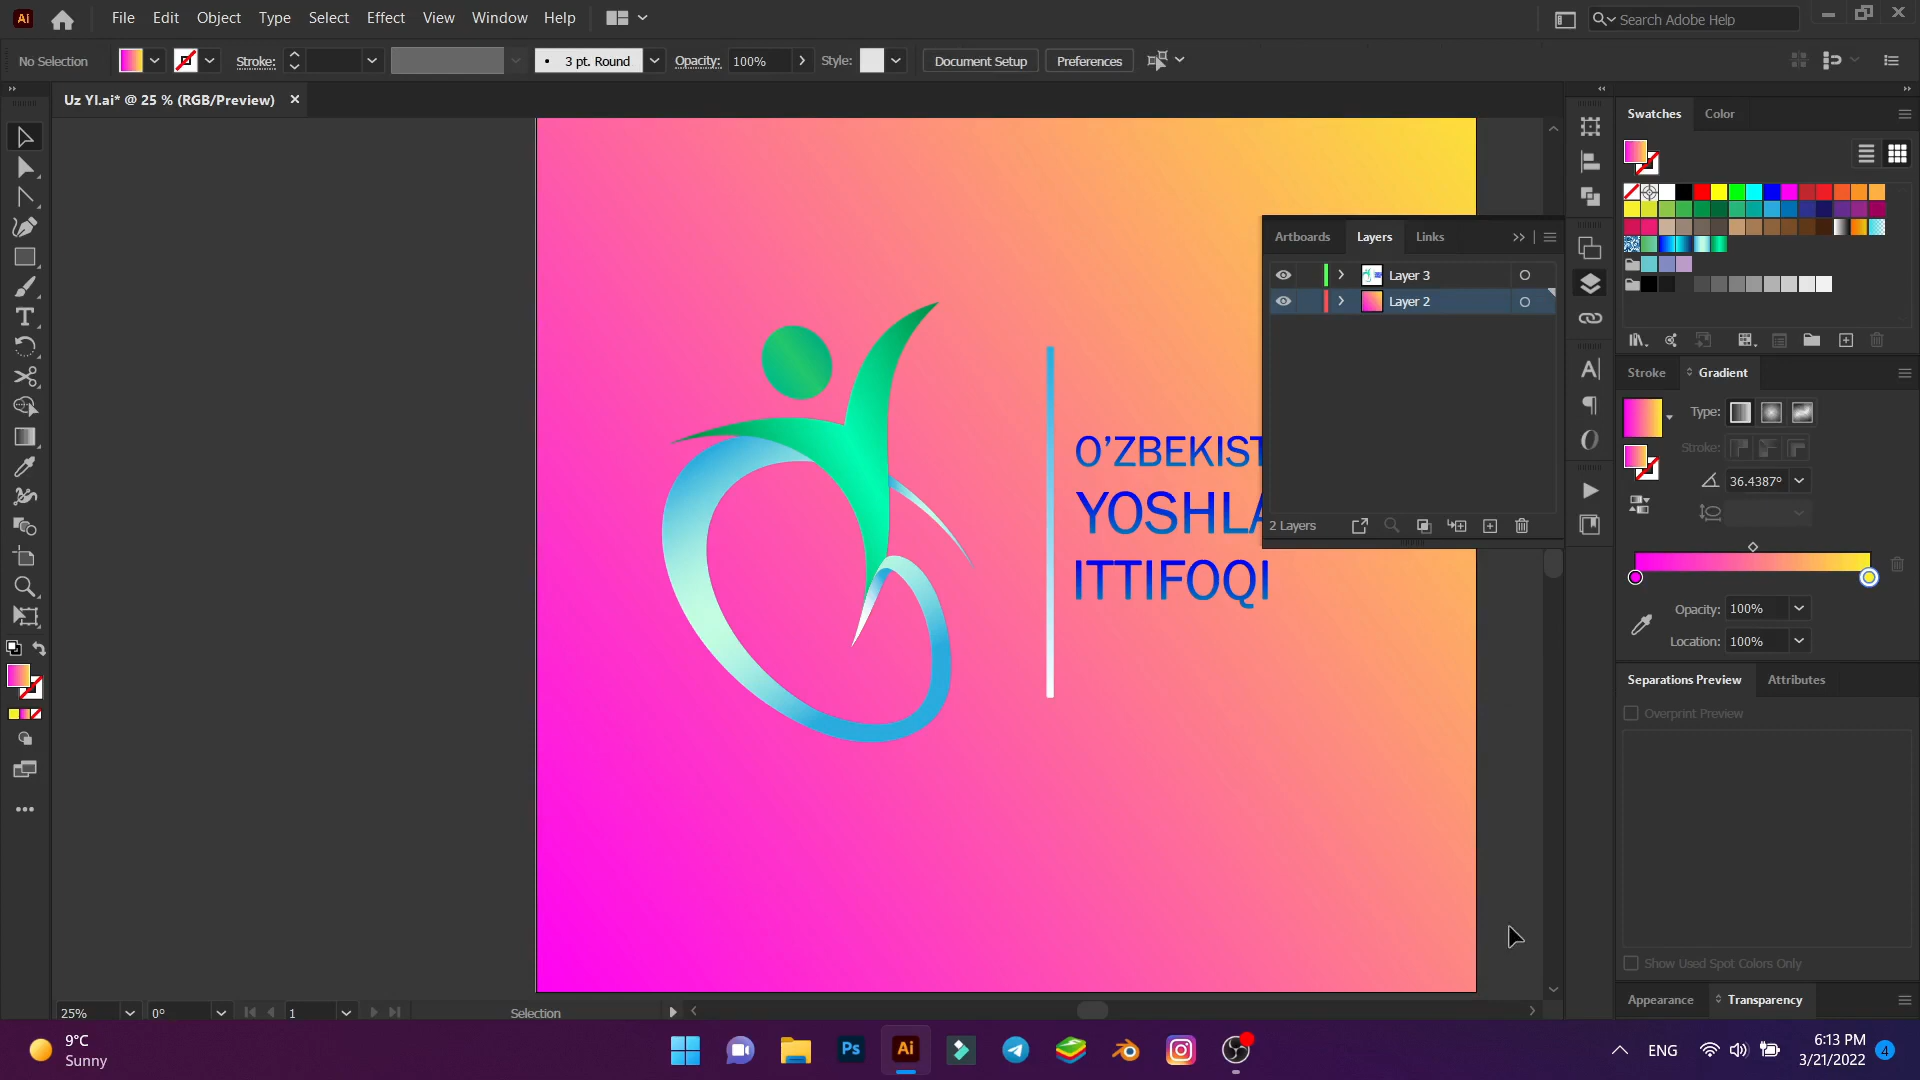 Ai File Edit Object Type Select Effect View Window Help Search Adobe Help
No Selection Stroke: 3 pt. Round Opacity: 100% Style: Document Setup Preferences
Uz YI.ai* @ 25 % (RGB/Preview)
Swatches Color
Artboards Layers Links
Layer 3
Layer 2
2 Layers
O’ZBEKIST
YOSHLA
ITTIFOQI
Stroke Gradient
Type:
Stroke:
36.4387°
Opacity: 100%
Location: 100%
Separations Preview Attributes
Overprint Preview
Show Used Spot Colors Only
Appearance Transparency
25% 0° 1 Selection
9°C
Sunny
Ps Ai
ENG
6:13 PM
3/21/2022
4